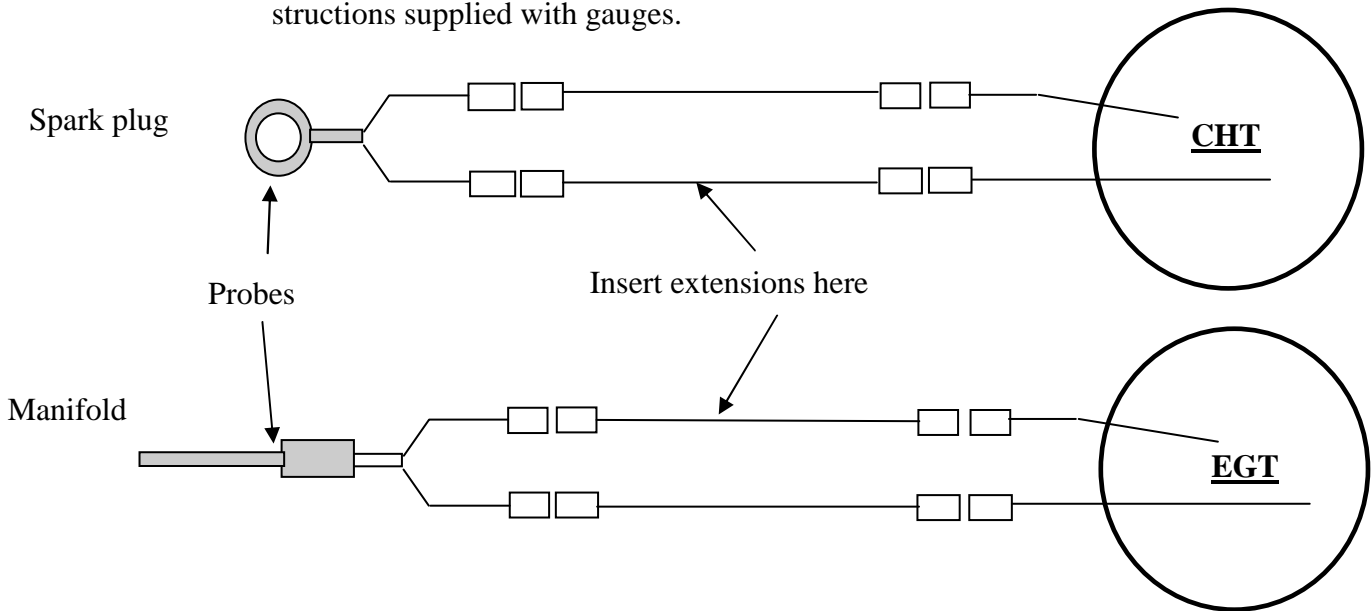 structions supplied with gauges.
Spark plug
CHT
Probes
Insert extensions here
Manifold
EGT